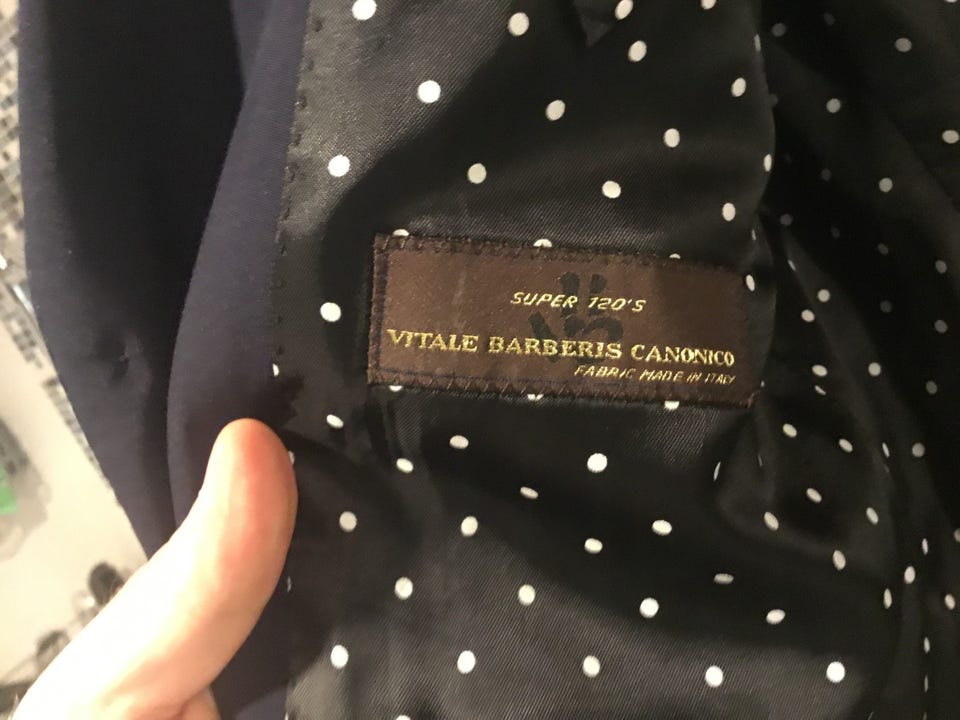 SUPER 120'S
VITALE BARBERIS CANONICO
FABRIC MADE IN ITALY